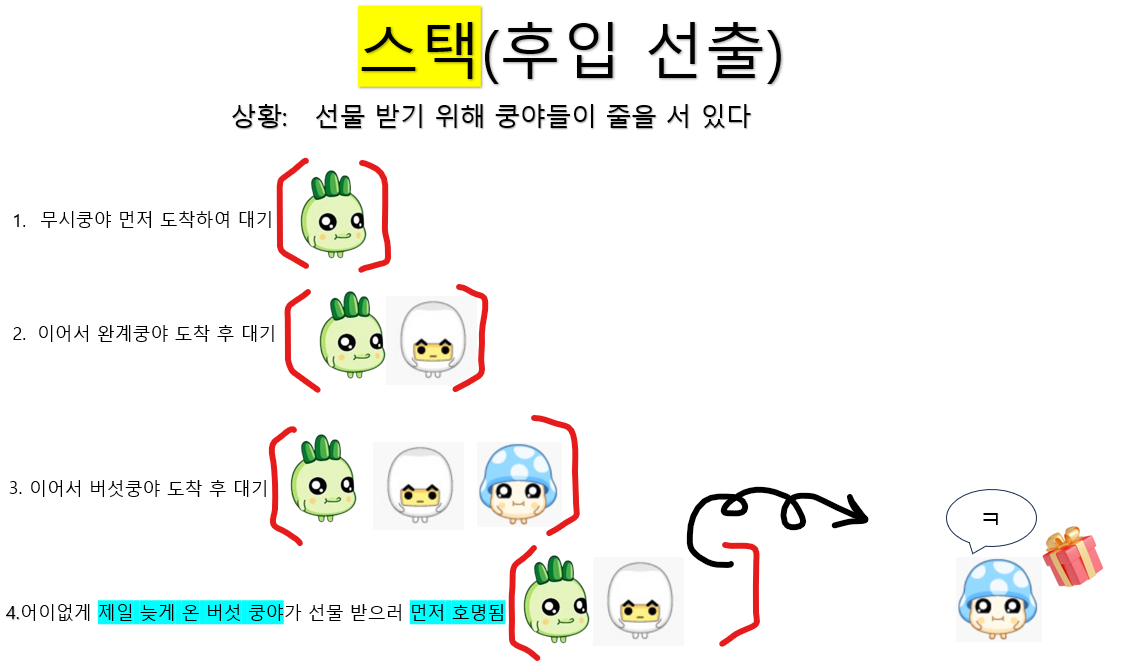 스택(후입 선출)
상황: 선물 받기 위해 쿵야들이 줄을 서 있다
1. 무시쿵야 먼저 도착하여 대기
2. 이어서 완계쿵야 도착 후 대기
3. 이어서 버섯쿵야 도착 후 대기
ㅋ
4.어이없게 제일 늦게 온 버섯 쿵야가 선물 받으러 먼저 호명됨